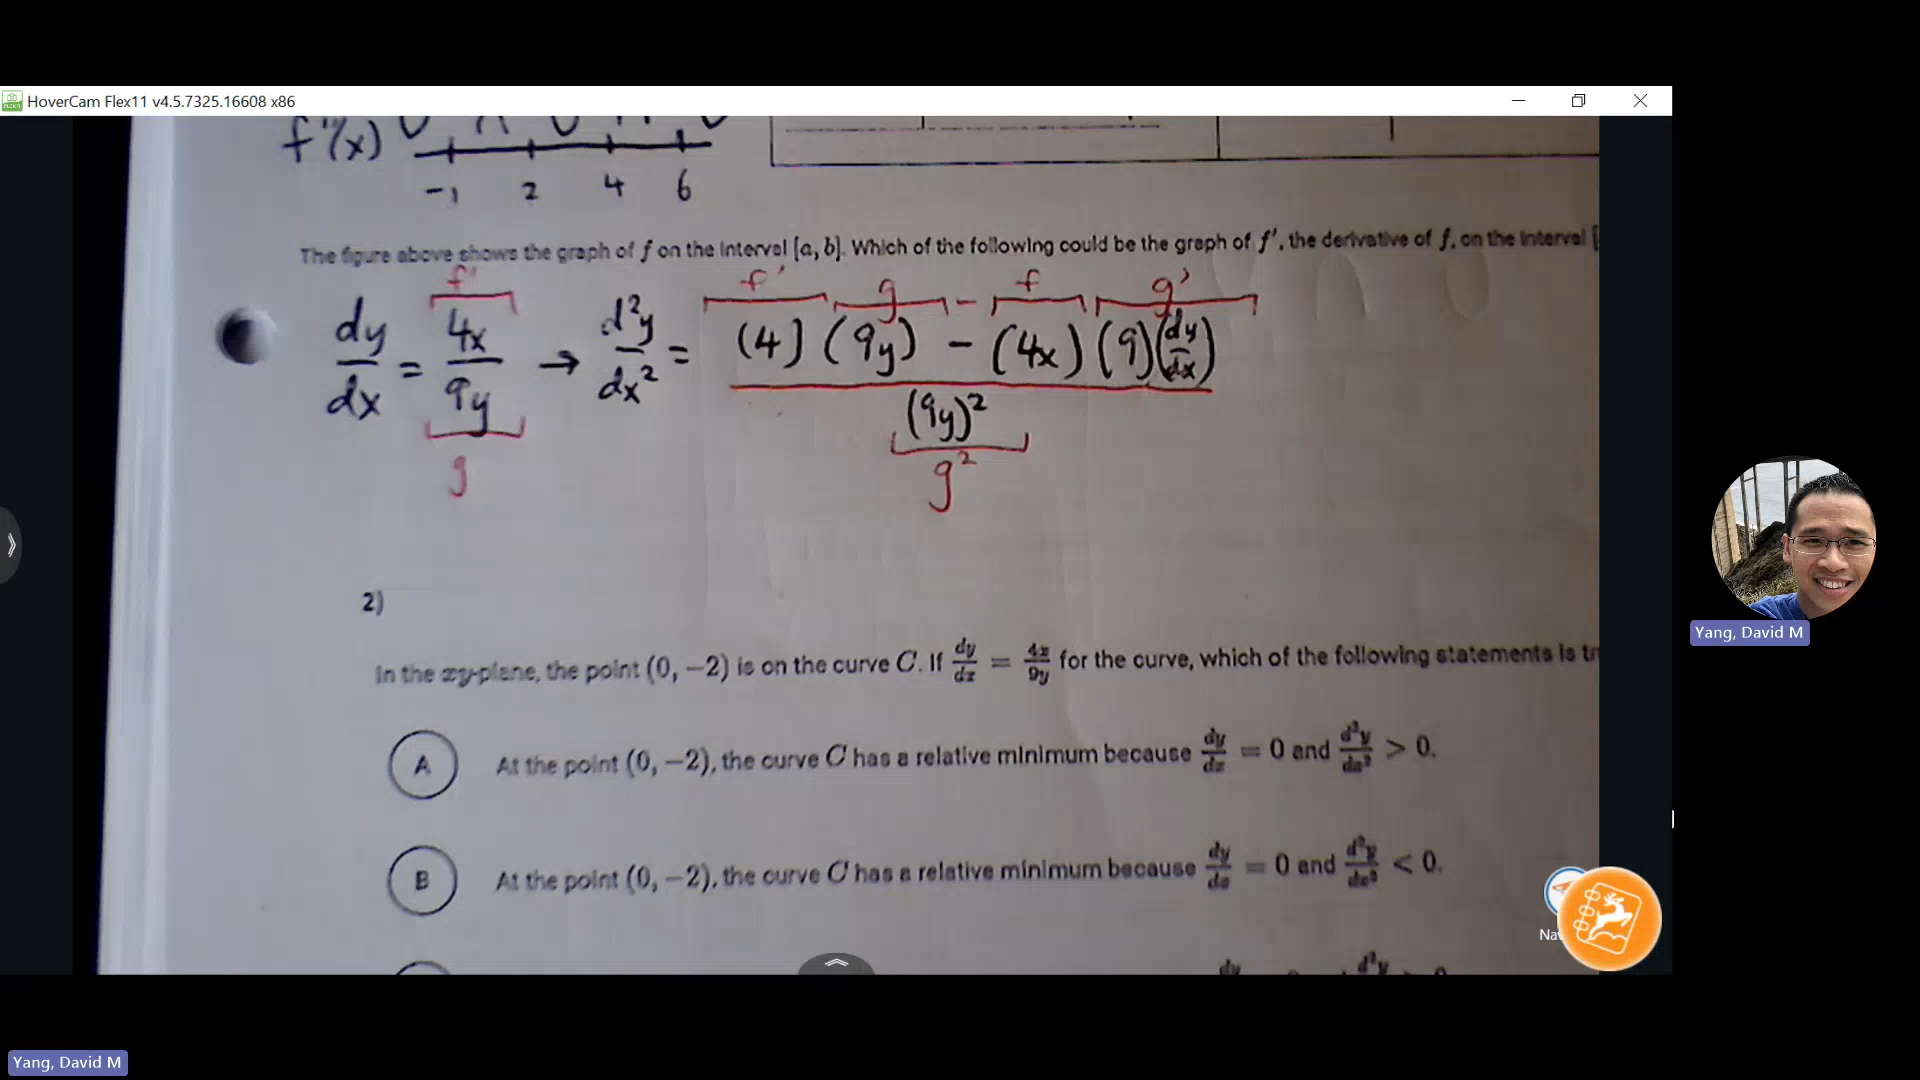 HoverCam Flex11 v4.5.7325.16608 x86
f''(x)
-1 2 4 6
The figure above shows the graph of f on the interval [a, b]. Which of the following could be the graph of f', the derivative of f, on the interval [
f' f' g - f g'
dy/dx = 4x/9y → d²y/dx² = (4)(9y) - (4x)(9)(dy/dx) / (9y)²
g g²
2)
In the xy-plane, the point (0, −2) is on the curve C. If dy/dx = 4x/9y for the curve, which of the following statements is tr
A At the point (0, −2), the curve C has a relative minimum because dy/dx = 0 and d²y/dx² > 0.
B At the point (0, −2), the curve C has a relative minimum because dy/dx = 0 and d²y/dx² < 0.
Yang, David M
Yang, David M